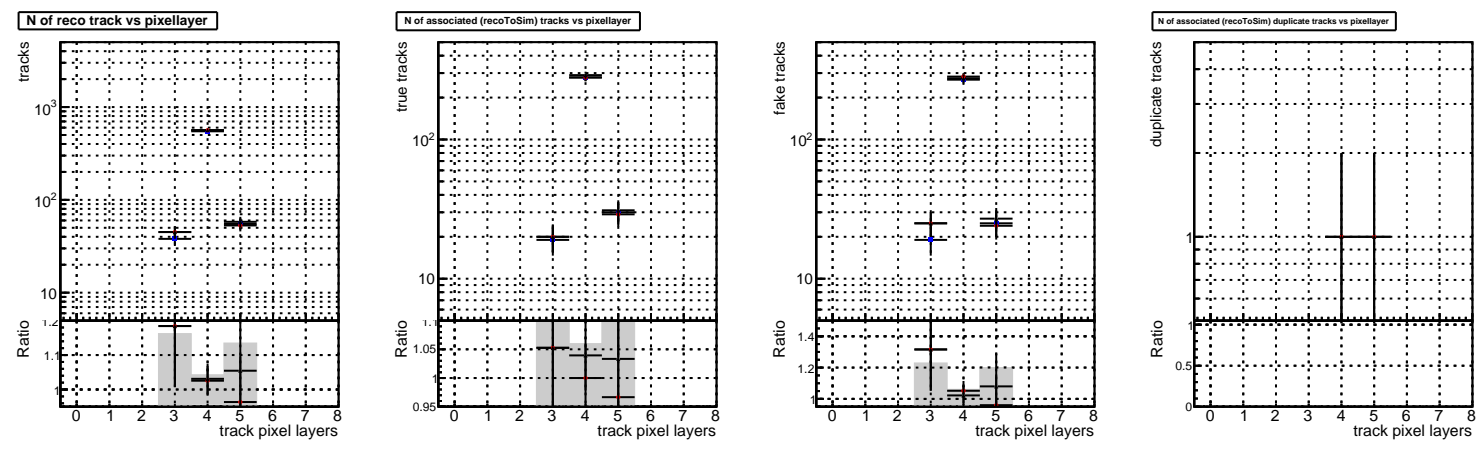 N of reco track vs pixellayer
tracks
10³
10²
10
Ratio
1.2
1.1
1
0 1 2 3 4 5 6 7 8
track pixel layers
N of associated (recoToSim) tracks vs pixellayer
true tracks
10²
10
Ratio
1.05
1
0.95
0 1 2 3 4 5 6 7 8
track pixel layers
fake tracks
10²
10
Ratio
1.4
1.2
1
0 1 2 3 4 5 6 7 8
track pixel layers
N of associated (recoToSim) duplicate tracks vs pixellayer
duplicate tracks
1
Ratio
1
0.5
0
0 1 2 3 4 5 6 7 8
track pixel layers